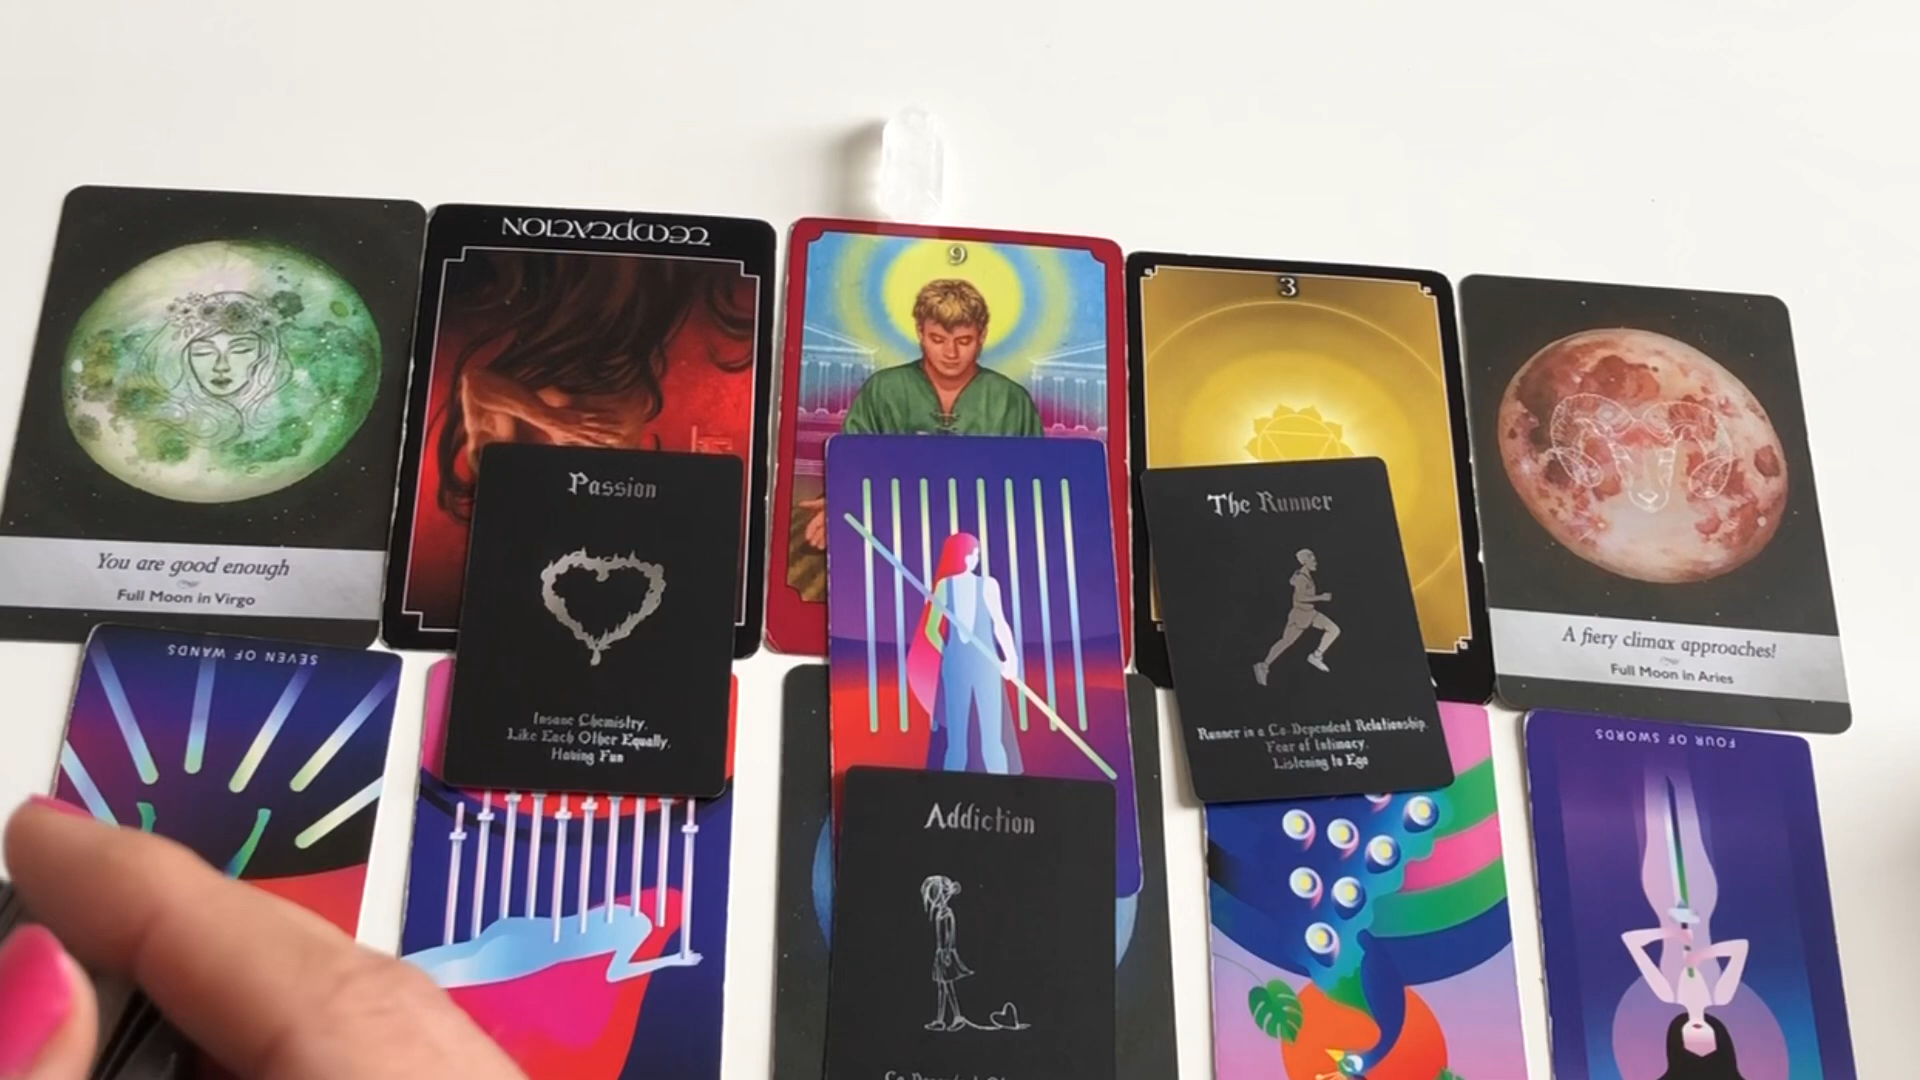 TEMPTATION
9
3
You are good enough
Full Moon in Virgo
Passion
Insane Chemistry,
Like Each Other Equally,
Having Fun
The Runner
Runner in a Co-Dependent Relationship.
Fear of Intimacy.
Listening to Ego
A fiery climax approaches!
Full Moon in Aries
SEVEN OF WANDS
FOUR OF SWORDS
Addiction